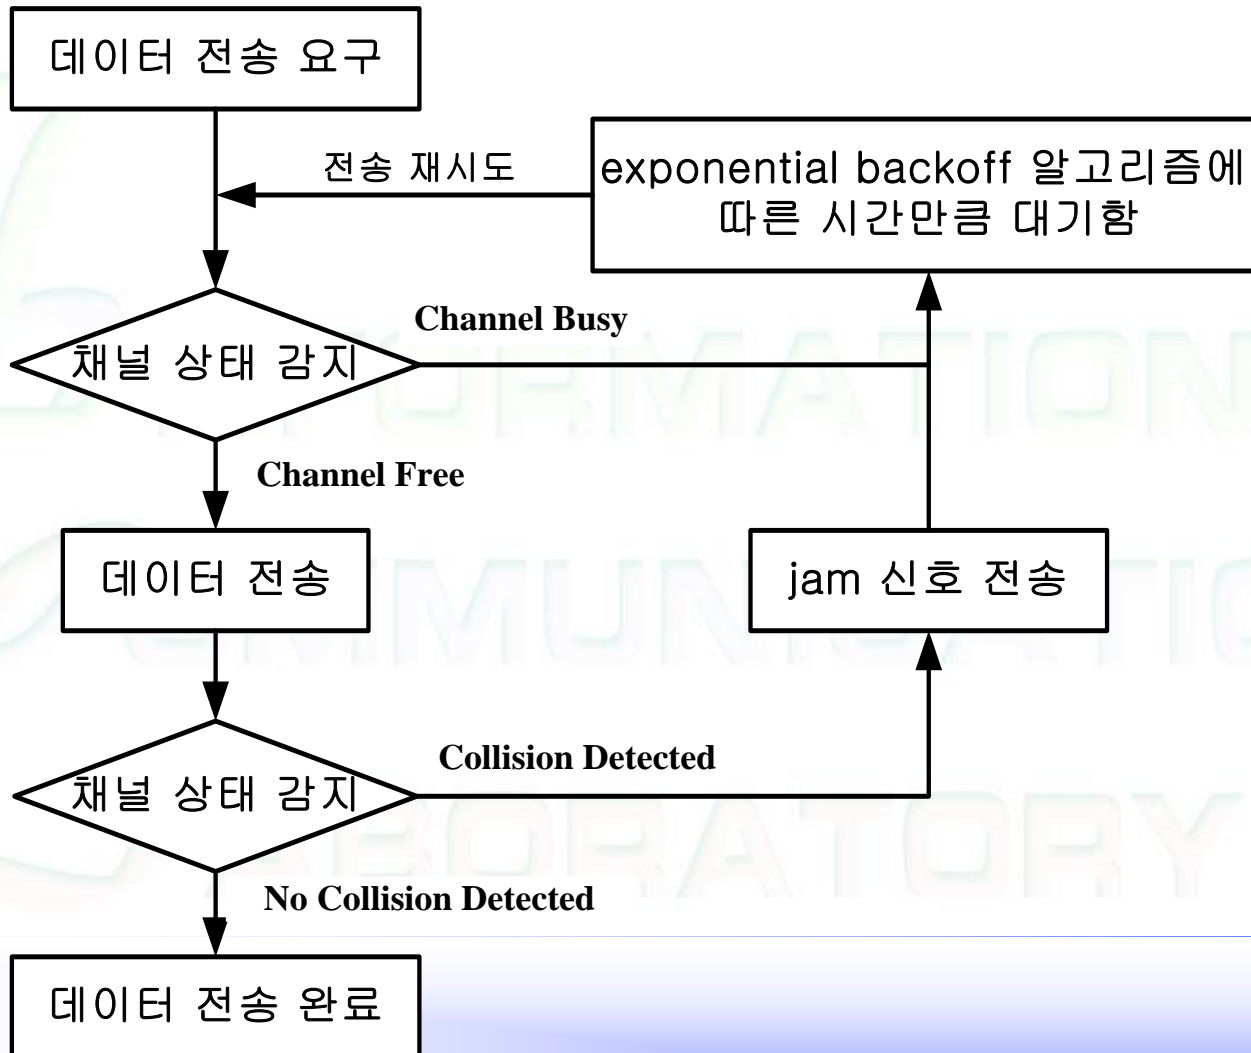 데이터 전송 요구
전송 재시도
exponential backoff 알고리즘에
따른 시간만큼 대기함
Channel Busy
채널 상태 감지
Channel Free
데이터 전송
jam 신호 전송
Collision Detected
채널 상태 감지
No Collision Detected
데이터 전송 완료
INFORMATION
COMMUNICATIO
LABORATORY